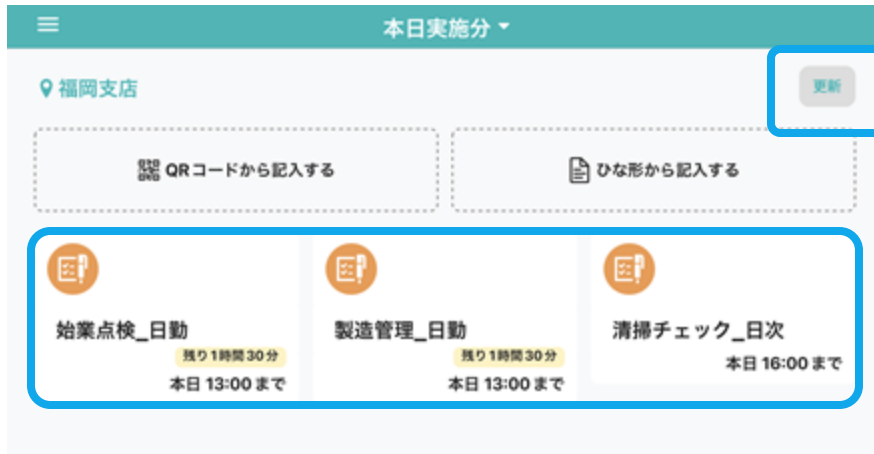 本日実施分
福岡支店
更新
QRコードから記入する
ひな形から記入する
始業点検_日勤
残り1時間30分
本日 13:00 まで
製造管理_日勤
残り1時間30分
本日 13:00 まで
清掃チェック_日次
本日 16:00 まで